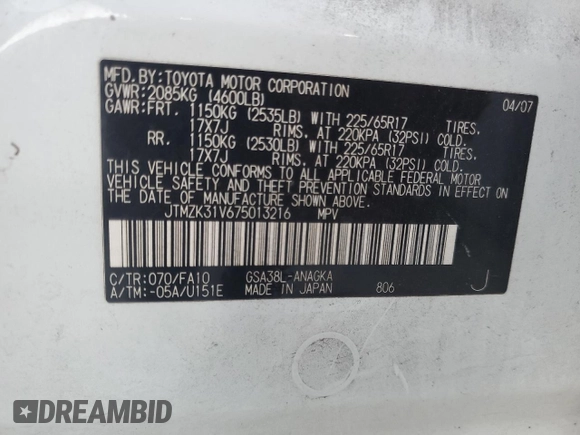 MFD.BY:TOYOTA MOTOR CORPORATION 04/07
GVWR:2085KG (4600LB)
GAWR:FRT. 1150KG (2535LB) WITH 225/65R17 TIRES.
17X7J RIMS. AT 220KPA (32PSI) COLD.
RR. 1150KG (2530LB) WITH 225/65R17 TIRES.
17X7J RIMS. AT 220KPA (32PSI) COLD.
THIS VEHICLE CONFORMS TO ALL APPLICABLE FEDERAL MOTOR
VEHICLE SAFETY AND THEFT PREVENTION STANDARDS IN EFFECT ON
THE DATE OF MANUFACTURE SHOWN ABOVE.
JTMZK31V675013216 MPV
C/TR:070/FA10 GSA38L-ANAGKA
A/TM:-05A/U151E MADE IN JAPAN 806 J
DREAMBID